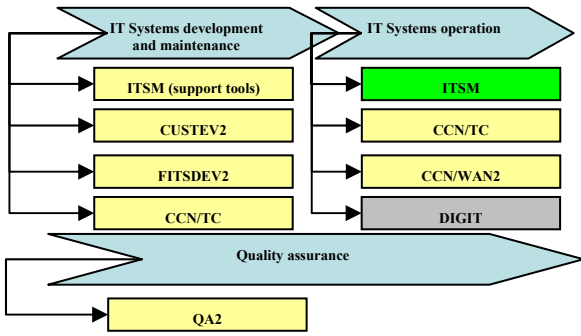 IT Systems development
and maintenance
IT Systems operation
ITSM (support tools)
ITSM
CUSTEV2
CCN/TC
FITSDEV2
CCN/WAN2
CCN/TC
DIGIT
Quality assurance
QA2